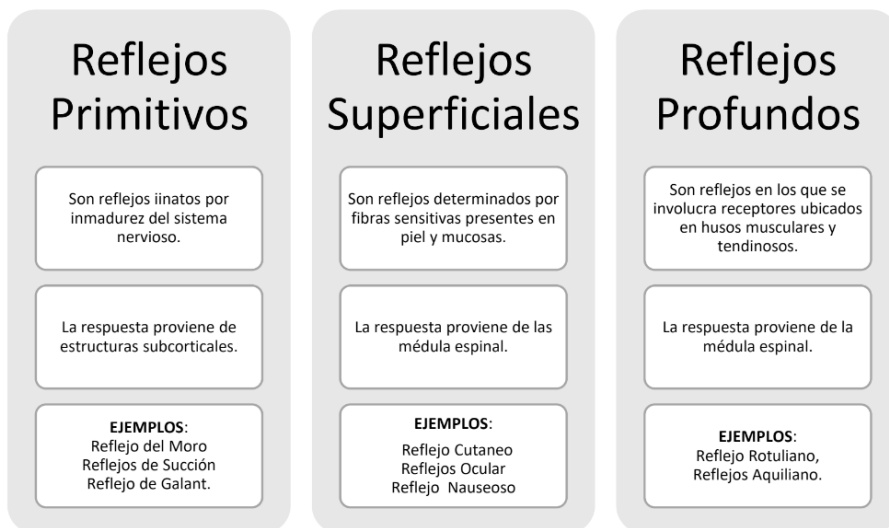 Reflejos
Primitivos
Son reflejos iinatos por
inmadurez del sistema
nervioso.
La respuesta proviene de
estructuras subcorticales.
EJEMPLOS:
Reflejo del Moro
Reflejos de Succión
Reflejo de Galant.
Reflejos
Superficiales
Son reflejos determinados por
fibras sensitivas presentes en
piel y mucosas.
La respuesta proviene de las
médula espinal.
EJEMPLOS:
Reflejo Cutaneo
Reflejos Ocular
Reflejo Nauseoso
Reflejos
Profundos
Son reflejos en los que se
involucra receptores ubicados
en husos musculares y
tendinosos.
La respuesta proviene de la
médula espinal.
EJEMPLOS:
Reflejo Rotuliano,
Reflejos Aquiliano.